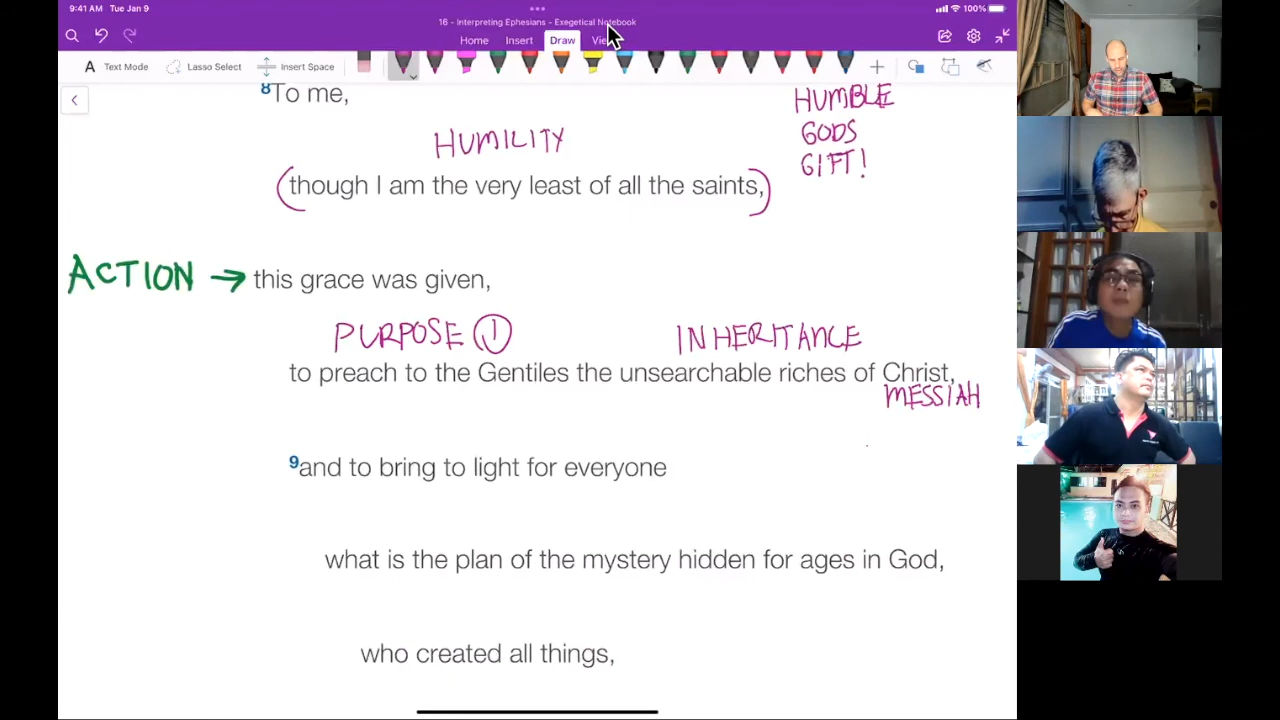 9:41 AM Tue Jan 9
100%
16 - Interpreting Ephesians - Exegetical Notebook
Home Insert Draw
A Text Mode Lasso Select Insert Space
8To me,
HUMBLE
GODS
GIFT!
HUMILITY
(though I am the very least of all the saints,)
ACTION → this grace was given,
PURPOSE ① INHERITANCE
to preach to the Gentiles the unsearchable riches of Christ,
MESSIAH
9and to bring to light for everyone
what is the plan of the mystery hidden for ages in God,
who created all things,